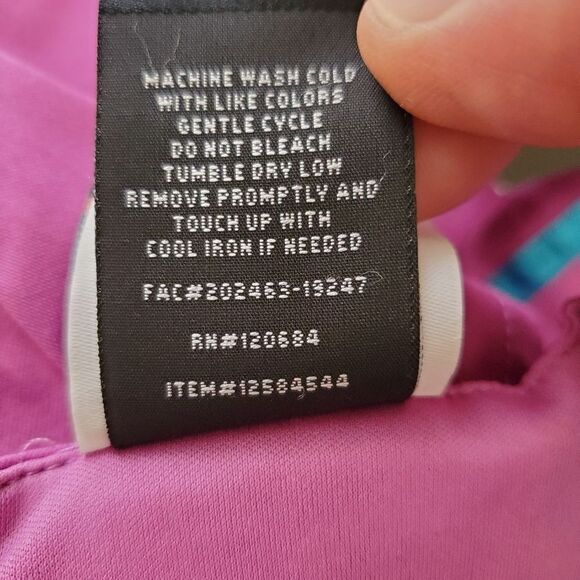 MACHINE WASH COLD
WITH LIKE COLORS
GENTLE CYCLE
DO NOT BLEACH
TUMBLE DRY LOW
REMOVE PROMPTLY AND
TOUCH UP WITH
COOL IRON IF NEEDED
FAC#202463-19247
RN#120684
ITEM#12584544